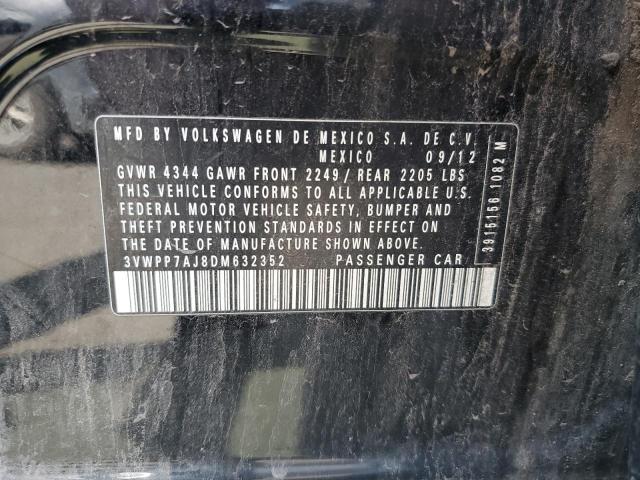 MFD BY VOLKSWAGEN DE MEXICO S.A. DE C.V.
MEXICO 09/12
GVWR 4344 GAWR FRONT 2249/ REAR 2205 LBS
THIS VEHICLE CONFORMS TO ALL APPLICABLE U.S.
FEDERAL MOTOR VEHICLE SAFETY, BUMPER AND
THEFT PREVENTION STANDARDS IN EFFECT ON
THE DATE OF MANUFACTURE SHOWN ABOVE.
3VWPP7AJ8DM632352 PASSENGER CAR
3915156 1082 M